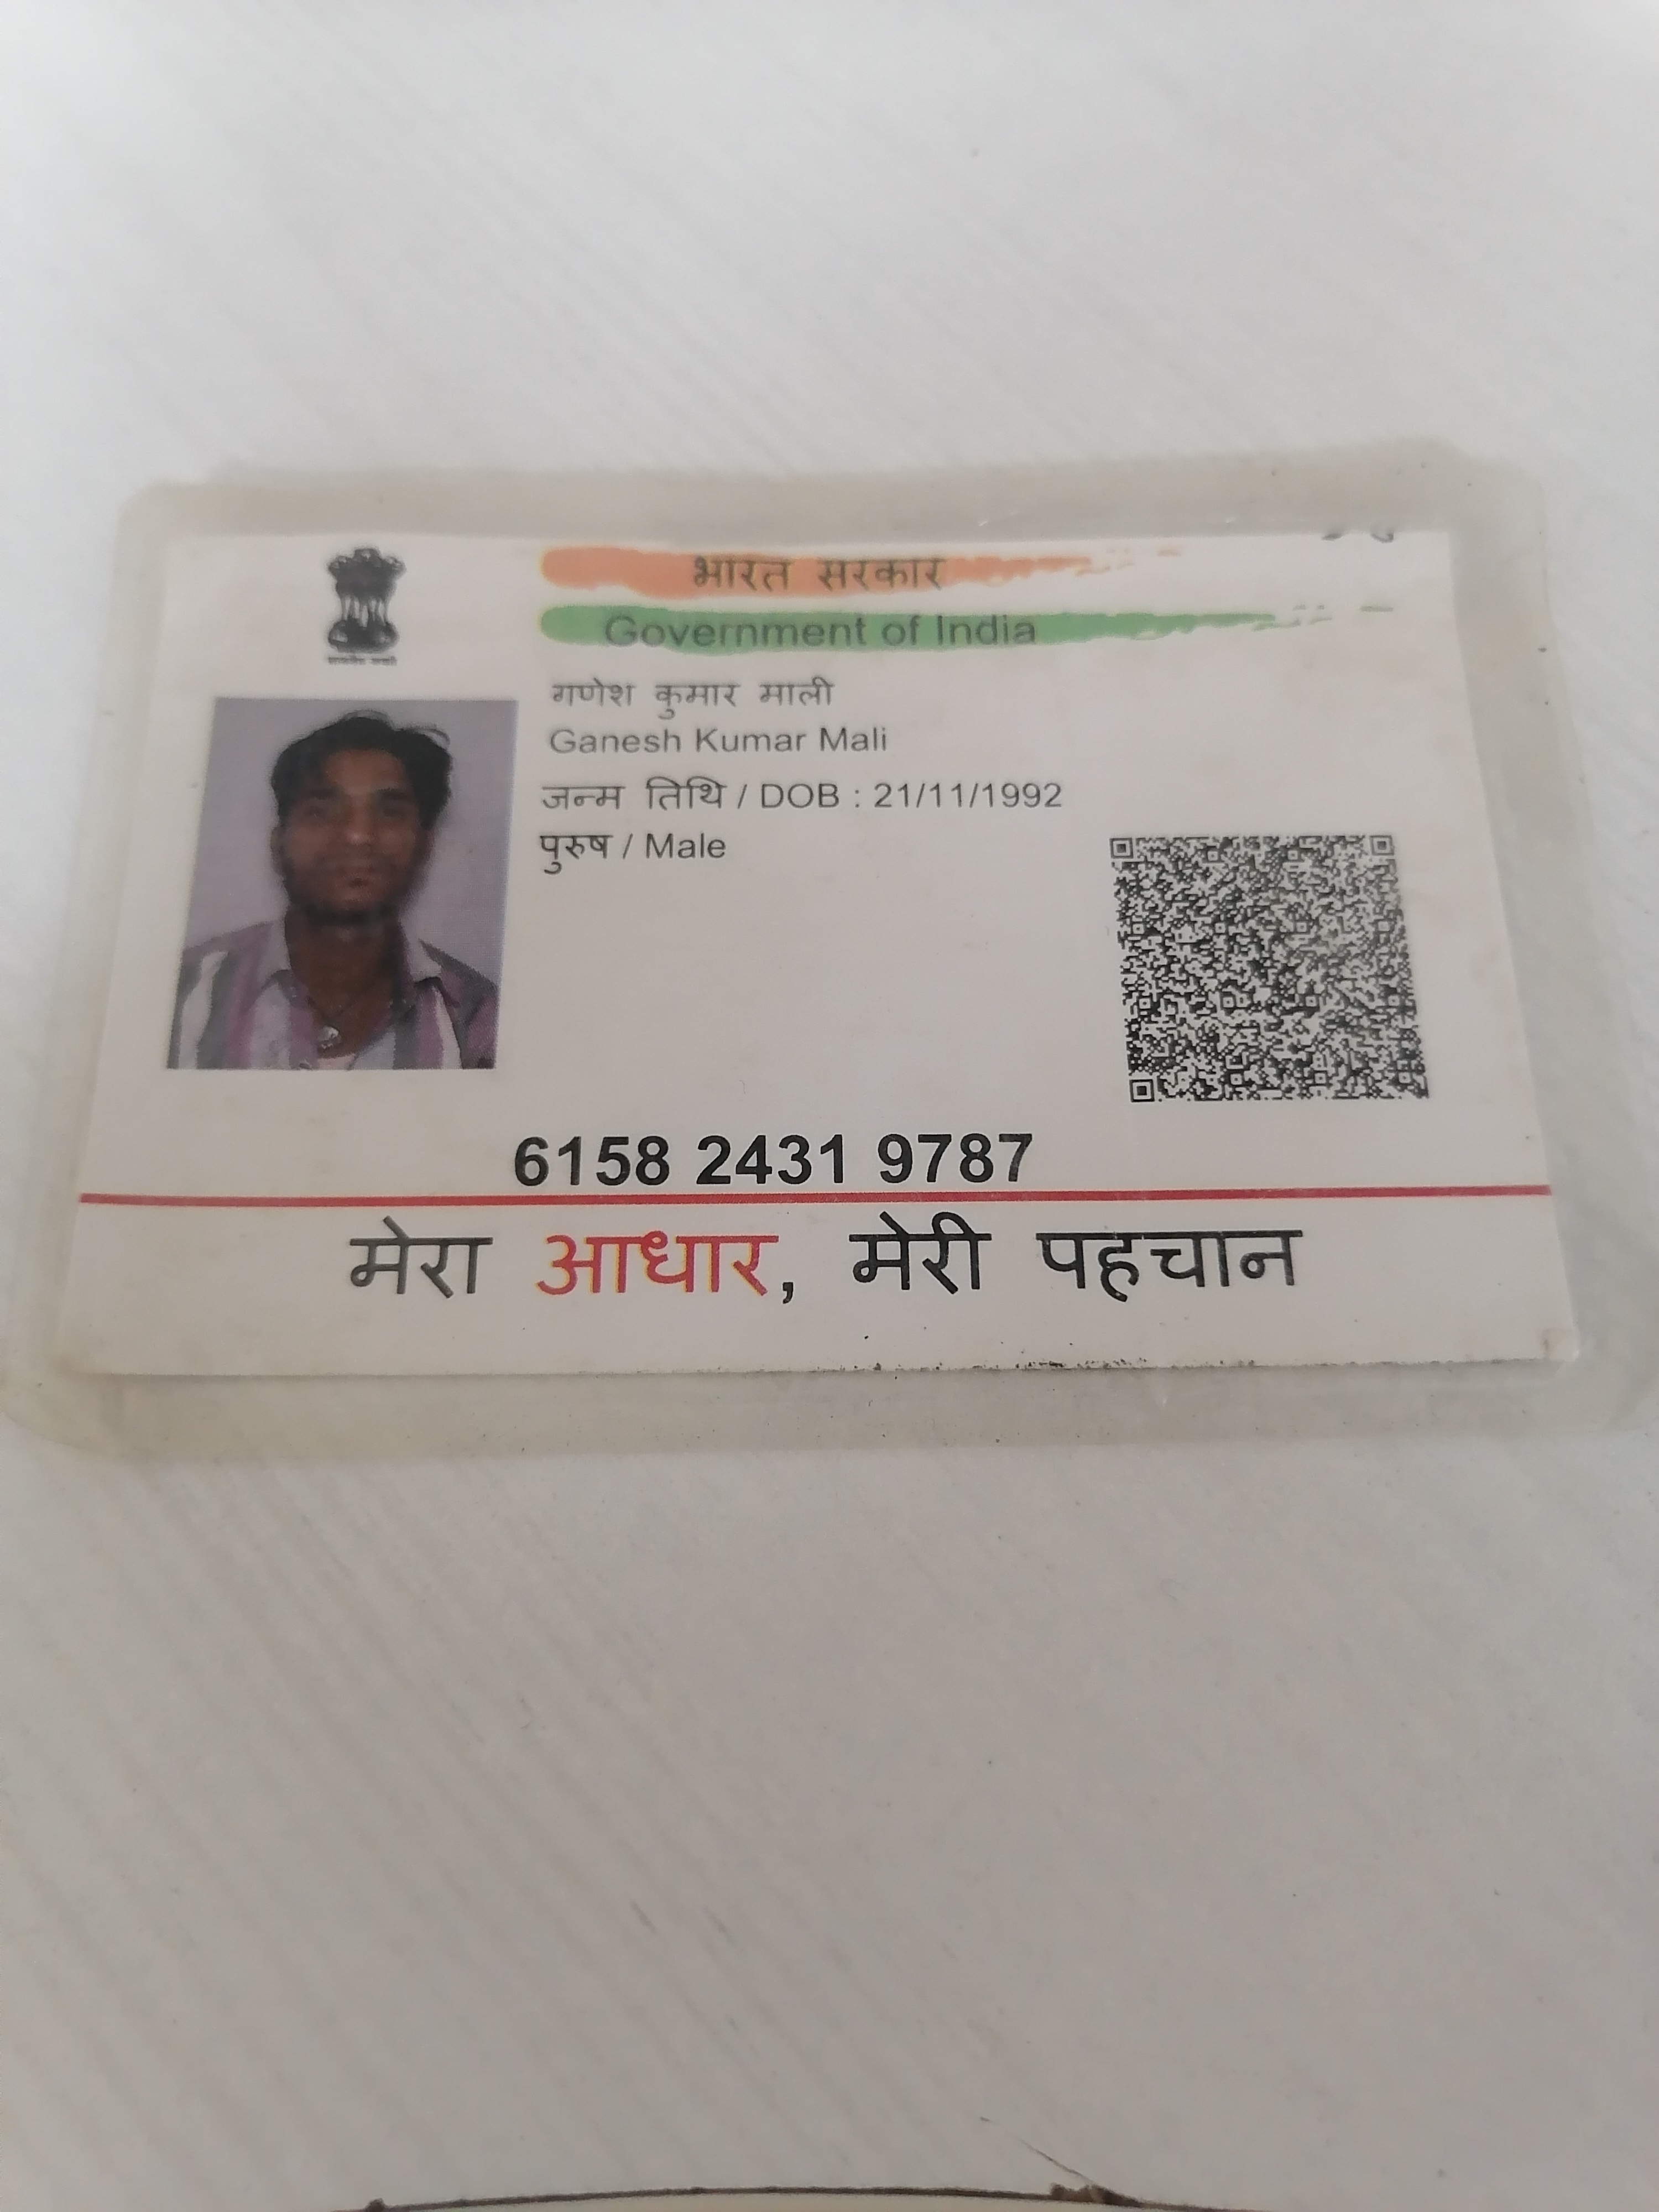 भारत सरकार
Government of India
गणेश कुमार माली
Ganesh Kumar Mali
जन्म तिथि / DOB : 21/11/1992
पुरुष / Male
6158 2431 9787
मेरा आधार, मेरी पहचान